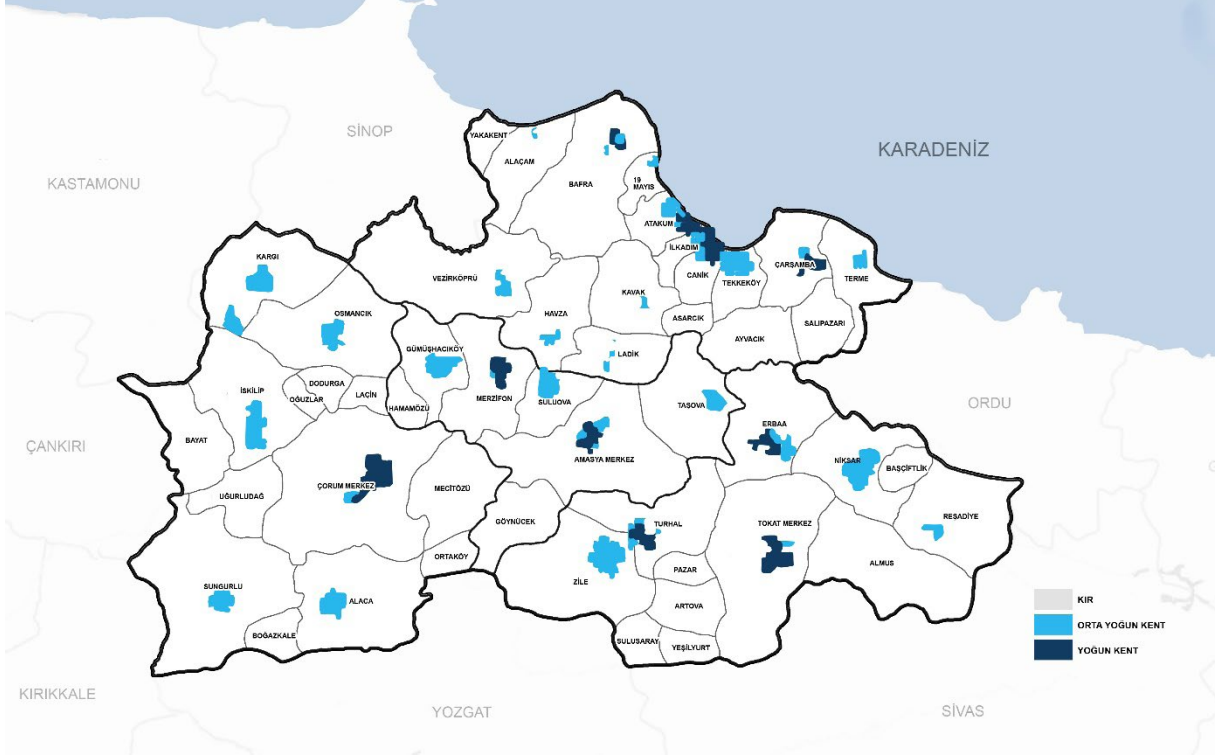 SİNOP
KARADENİZ
KASTAMONU
YAKAKENT
ALAÇAM
BAFRA
19
MAYIS
ATAKUM
İLKADIM
CANİK
TEKKEKÖY
ÇARŞAMBA
TERME
KARGI
VEZİRKÖPRÜ
KAVAK
ASARCIK
SALIPAZARI
AYVACIK
OSMANCIK
HAVZA
LADİK
GÜMÜŞHACIKÖY
MERZİFON
SULUOVA
TAŞOVA
ORDU
İSKİLİP
DODURGA
OĞUZLAR
LAÇİN
HAMAMÖZÜ
ERBAA
ÇANKIRI
BAYAT
AMASYA MERKEZ
NİKSAR
BAŞÇİFTLİK
UĞURLUDAĞ
ÇORUM MERKEZ
MECİTÖZÜ
GÖYNÜCEK
TURHAL
TOKAT MERKEZ
REŞADİYE
ORTAKÖY
ZİLE
PAZAR
ALMUS
SUNGURLU
ALACA
ARTOVA
BOĞAZKALE
SULUSARAY
YEŞİLYURT
KIR
ORTA YOĞUN KENT
YOĞUN KENT
KIRIKKALE
YOZGAT
SİVAS